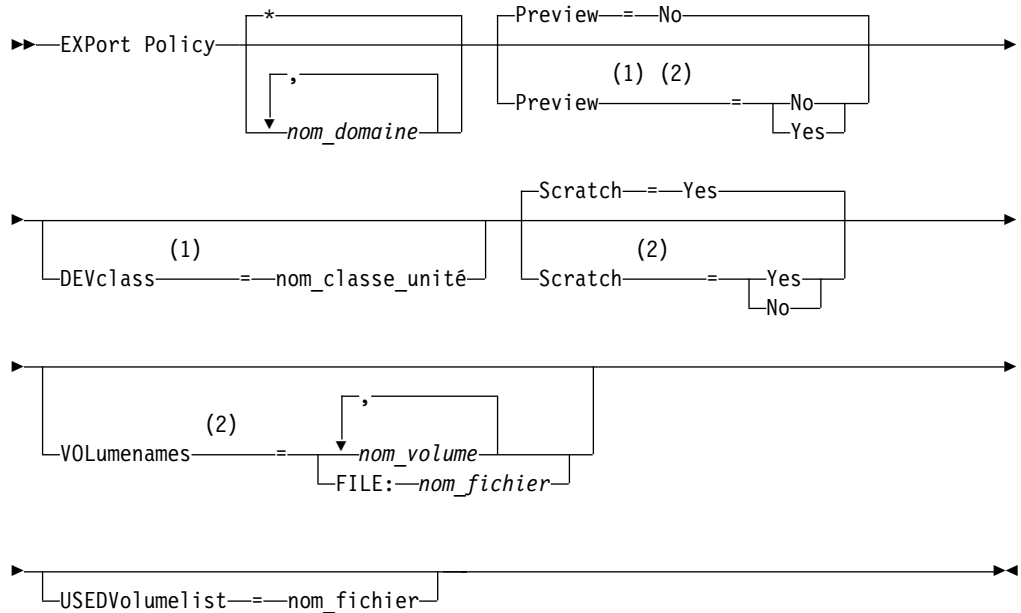 * Preview = No
EXPort Policy
, (1) (2)
Preview = No
nom_domaine Yes
Scratch = Yes
(1) (2)
DEVclass = nom_classe_unité Scratch = Yes
No
,
(2)
VOLumenames = nom_volume
FILE: nom_fichier
USEDVolumelist = nom_fichier